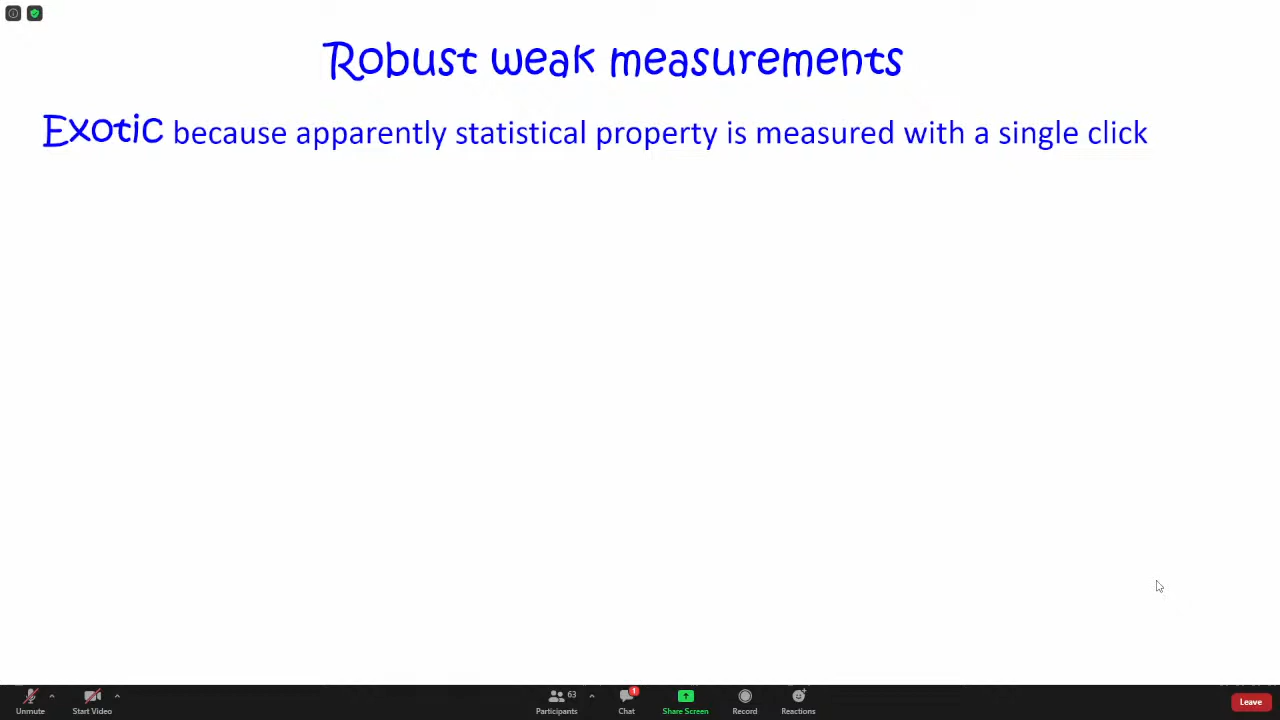 Robust weak measurements
Exotic because apparently statistical property is measured with a single click
63
1
Unmute
Start Video
Participants
Chat
Share Screen
Record
Reactions
Leave